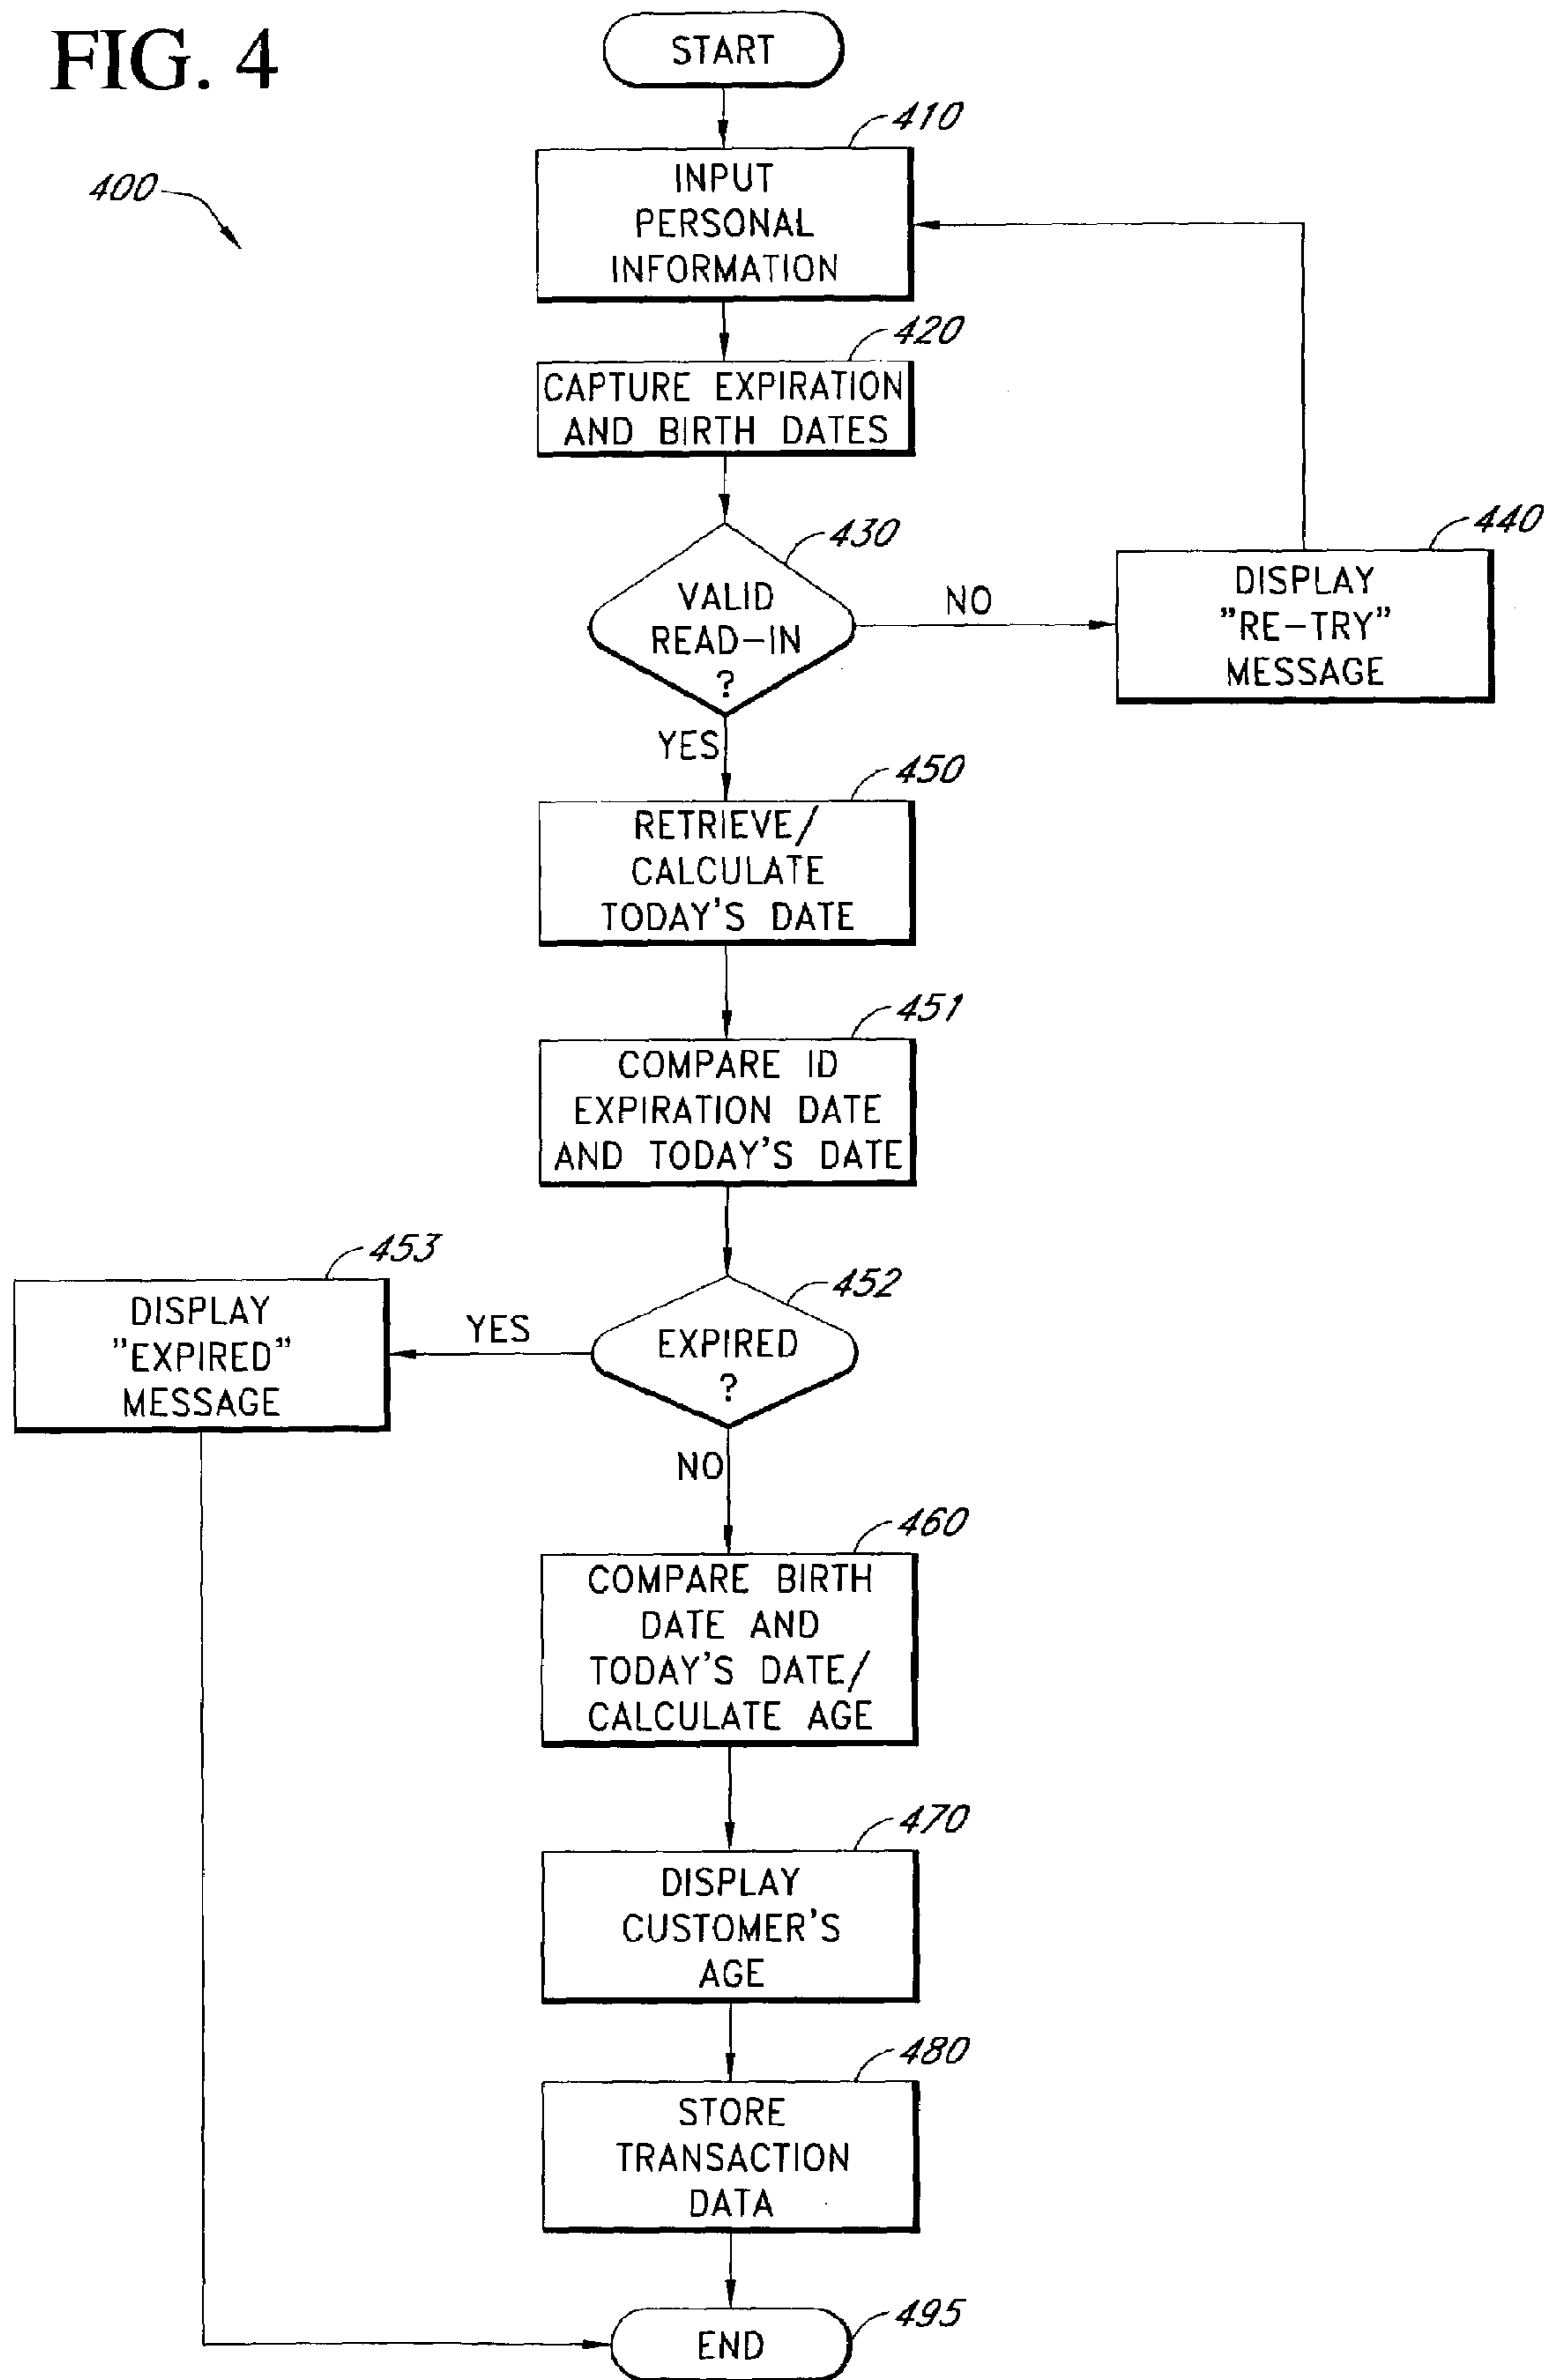 FIG. 4
START
400
410
INPUT
PERSONAL
INFORMATION
420
CAPTURE EXPIRATION
AND BIRTH DATES
430
VALID
READ-IN
?
NO
440
DISPLAY
"RE-TRY"
MESSAGE
YES
450
RETRIEVE/
CALCULATE
TODAY'S DATE
451
COMPARE ID
EXPIRATION DATE
AND TODAY'S DATE
452
EXPIRED
?
YES
453
DISPLAY
"EXPIRED"
MESSAGE
NO
460
COMPARE BIRTH
DATE AND
TODAY'S DATE/
CALCULATE AGE
470
DISPLAY
CUSTOMER'S
AGE
480
STORE
TRANSACTION
DATA
495
END